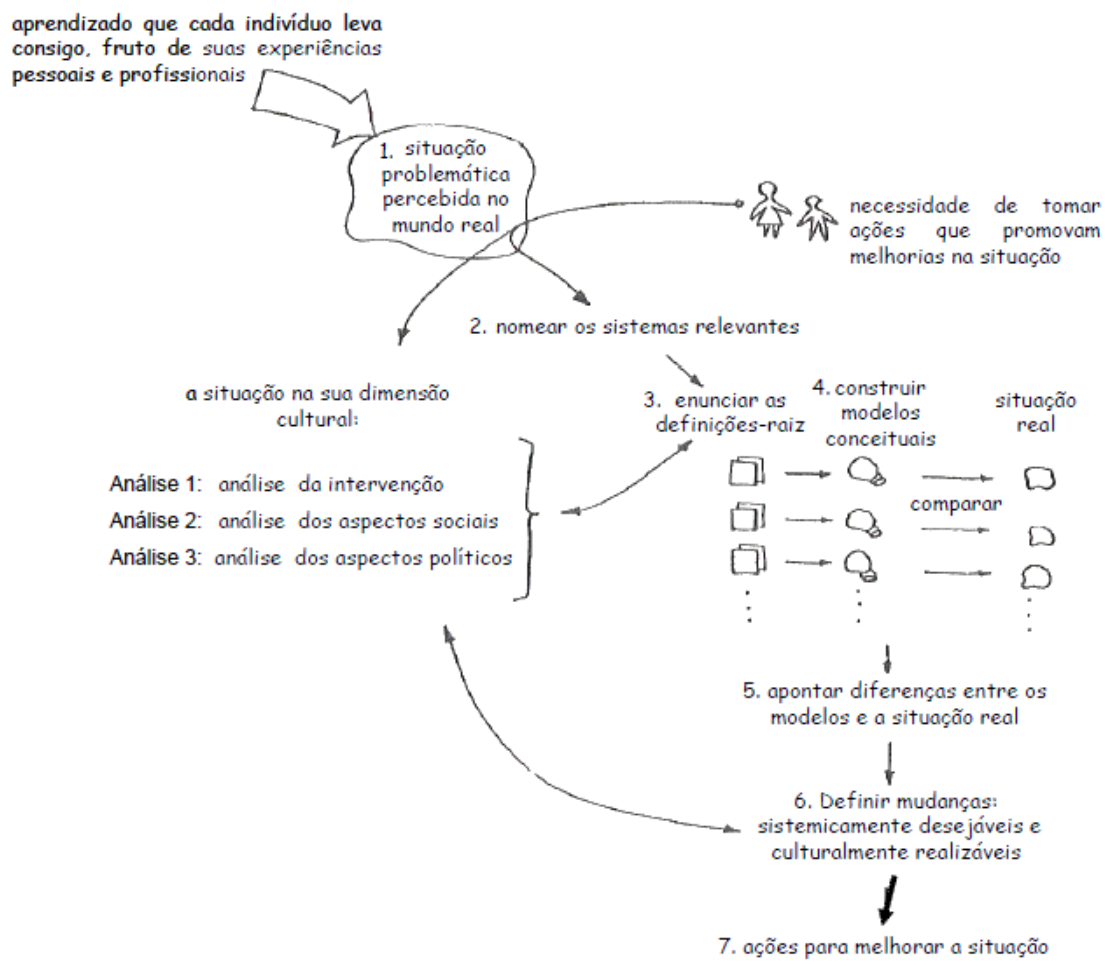 aprendizado que cada indivíduo leva
consigo, fruto de suas experiências
pessoais e profissionais
1. situação
problemática
percebida no
mundo real
necessidade de tomar
ações que promovam
melhorias na situação
2. nomear os sistemas relevantes
a situação na sua dimensão
cultural:
Análise 1: análise da intervenção
Análise 2: análise dos aspectos sociais
Análise 3: análise dos aspectos políticos
3. enunciar as
definições-raiz
4. construir
modelos
conceituais
situação
real
comparar
5. apontar diferenças entre os
modelos e a situação real
6. Definir mudanças:
sistemicamente desejáveis e
culturalmente realizáveis
7. ações para melhorar a situação